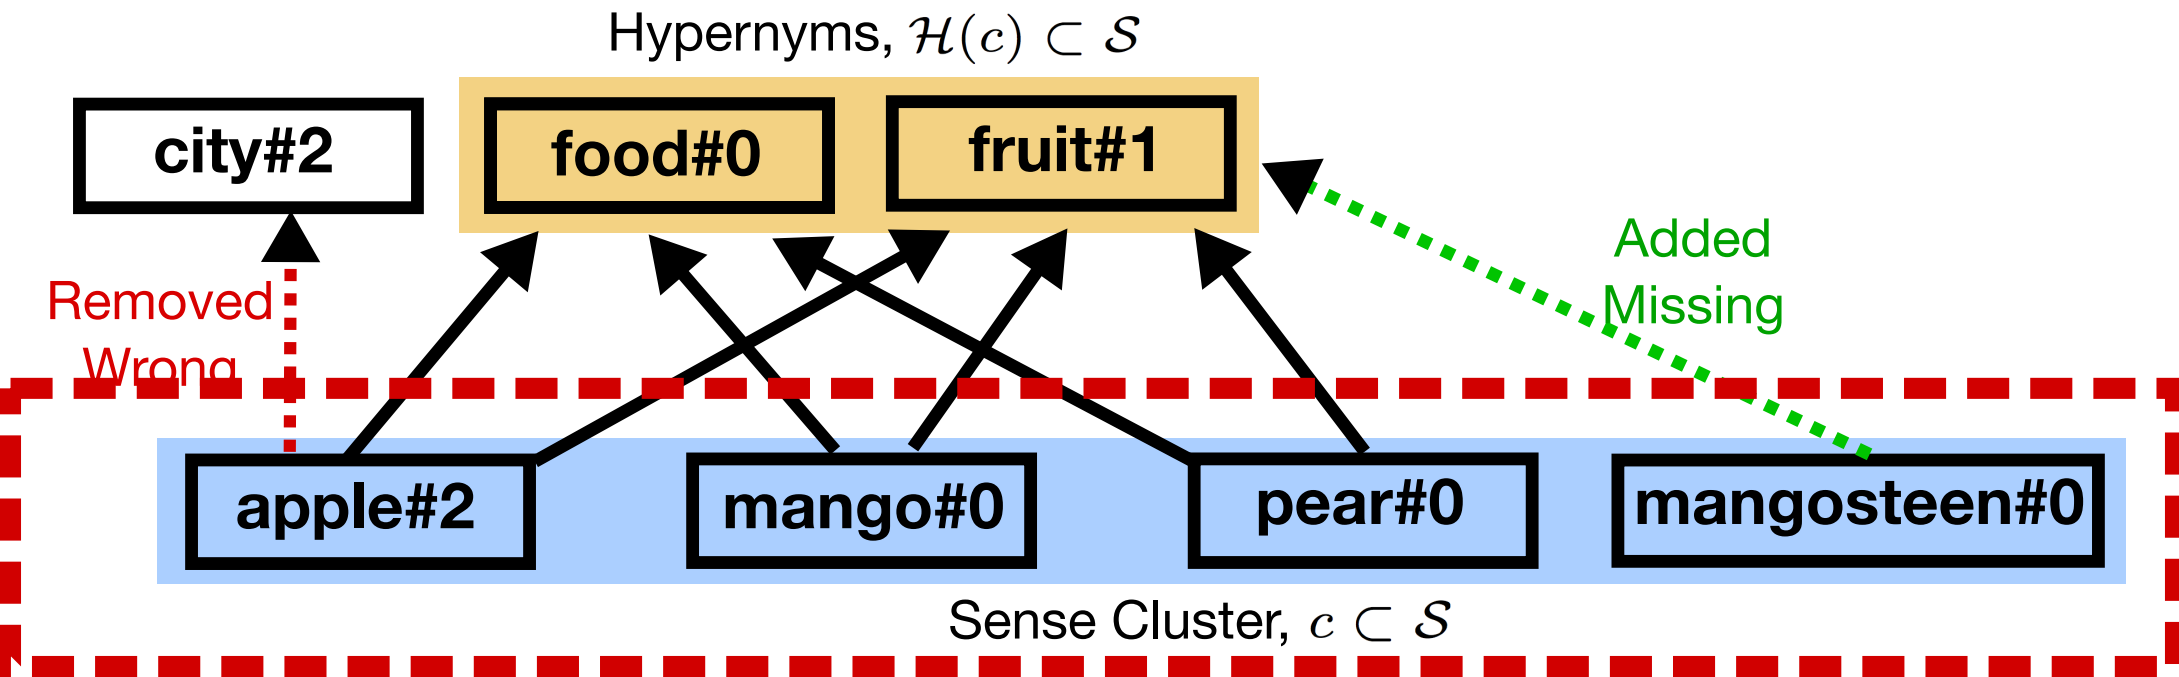 Hypernyms, ℋ(c) ⊂ 𝒮
city#2
food#0
fruit#1
Removed
Wrong
Added
Missing
apple#2
mango#0
pear#0
mangosteen#0
Sense Cluster, c ⊂ 𝒮